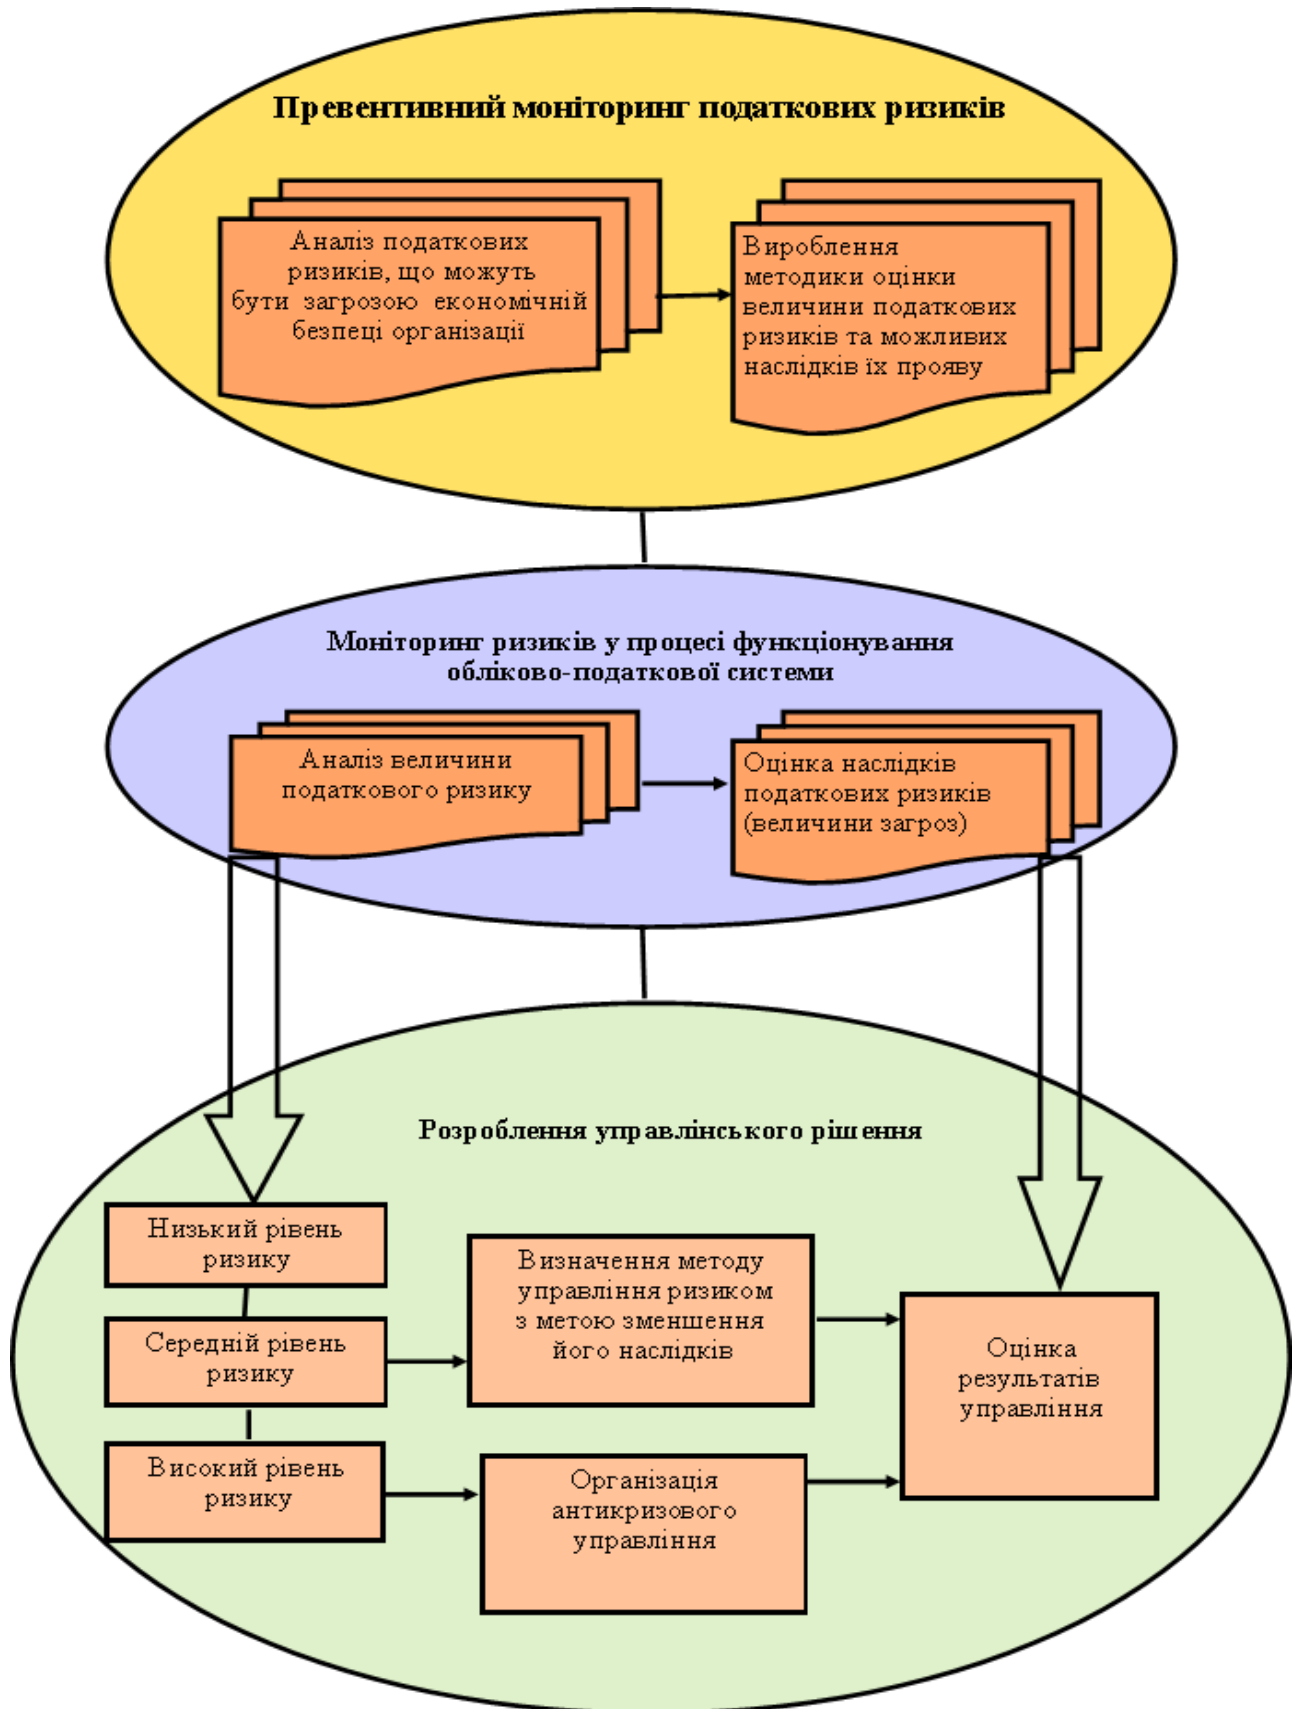 Превентивний моніторинг податкових ризиків
Аналіз податкових
ризиків, що можуть
бути загрозою економічній
безпеці організації
Вироблення
методики оцінки
величини податкових
ризиків та можливих
наслідків їх прояву
Моніторинг ризиків у процесі функціонування
обліково-податкової системи
Аналіз величини
податкового ризику
Оцінка наслідків
податкових ризиків
(величини загроз)
Розроблення управлінського рішення
Низький рівень
ризику
Середній рівень
ризику
Високий рівень
ризику
Визначення методу
управління ризиком
з метою зменшення
його наслідків
Організація
антикризового
управління
Оцінка
результатів
управління